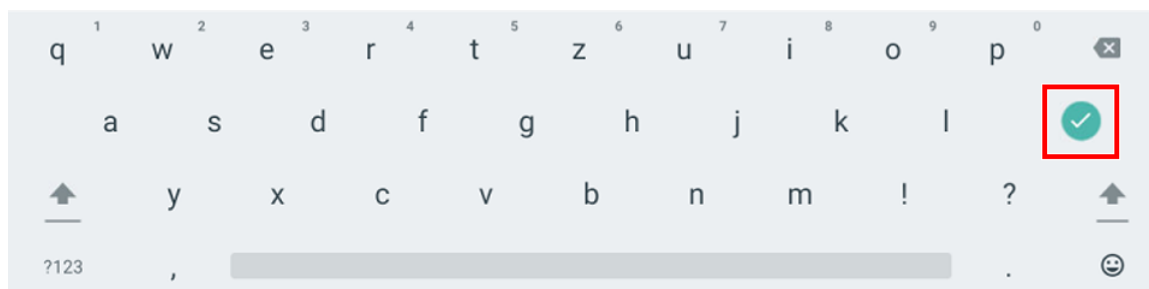 1 2 3 4 5 6 7 8 9 0
q w e r t z u i o p
a s d f g h j k l
y x c v b n m ! ?
?123 , .